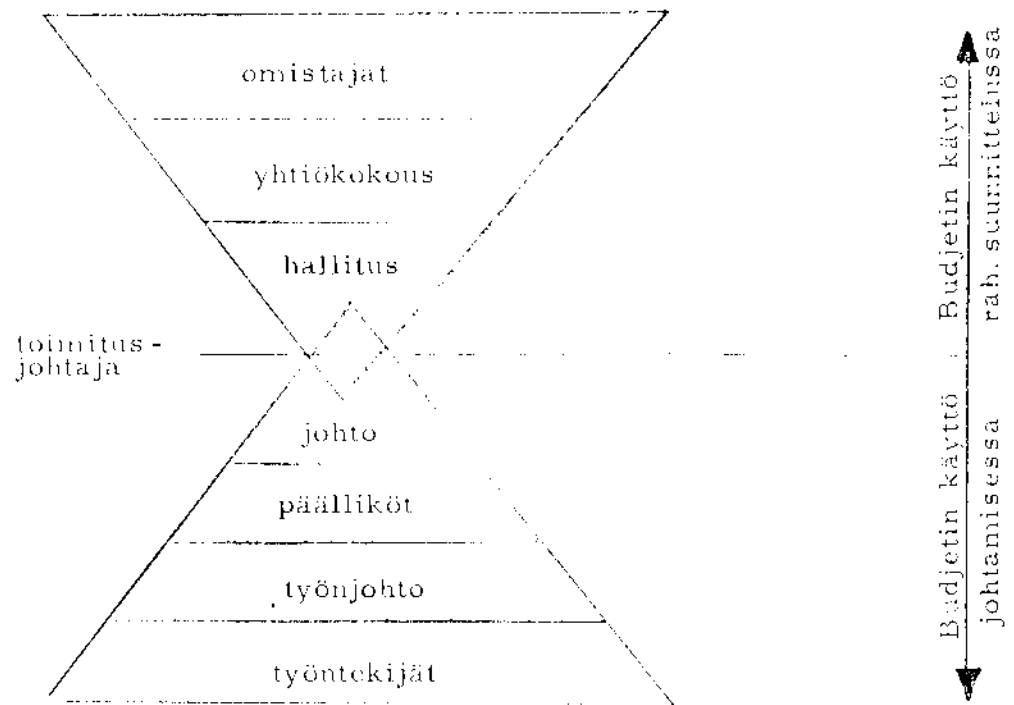 omistajat
yhtiökokous
hallitus
toimitus-
johtaja
johto
päälliköt
työnjohto
työntekijät
Budjetin käyttö
rah. suunnittelussa
Budjetin käyttö
johtamisessa